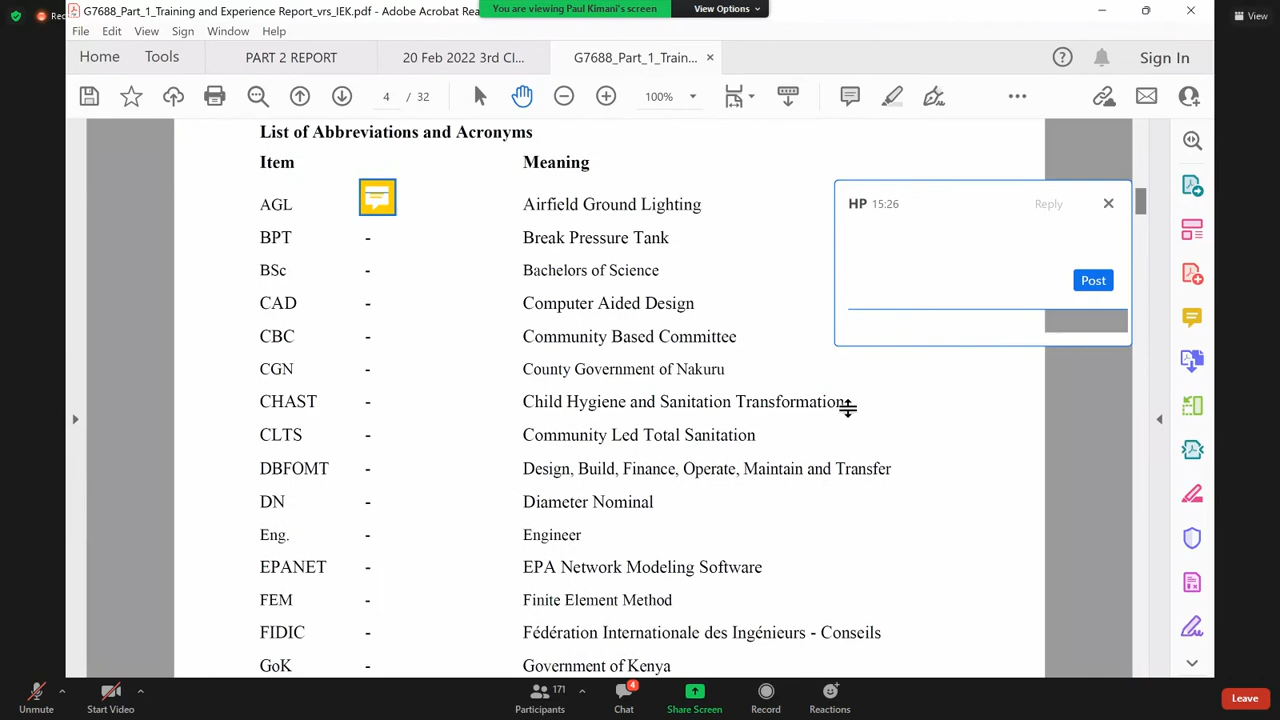 G7688_Part_1_Training and Experience Report_vrs_IEK.pdf - Adobe Acrobat Rea
You are viewing Paul Kimani's screen
View Options
Rec
View
File Edit View Sign Window Help
Home Tools PART 2 REPORT 20 Feb 2022 3rd Cl... G7688_Part_1_Train... Sign In
4 / 32 100%
List of Abbreviations and Acronyms
Item Meaning
AGL Airfield Ground Lighting
BPT - Break Pressure Tank
BSc - Bachelors of Science
CAD - Computer Aided Design
CBC - Community Based Committee
CGN - County Government of Nakuru
CHAST - Child Hygiene and Sanitation Transformation
CLTS - Community Led Total Sanitation
DBFOMT - Design, Build, Finance, Operate, Maintain and Transfer
DN - Diameter Nominal
Eng. - Engineer
EPANET - EPA Network Modeling Software
FEM - Finite Element Method
FIDIC - Fédération Internationale des Ingénieurs - Conseils
GoK - Government of Kenya
HP 15:26 Reply
Post
Unmute Start Video Participants 171 Chat 4 Share Screen Record Reactions Leave